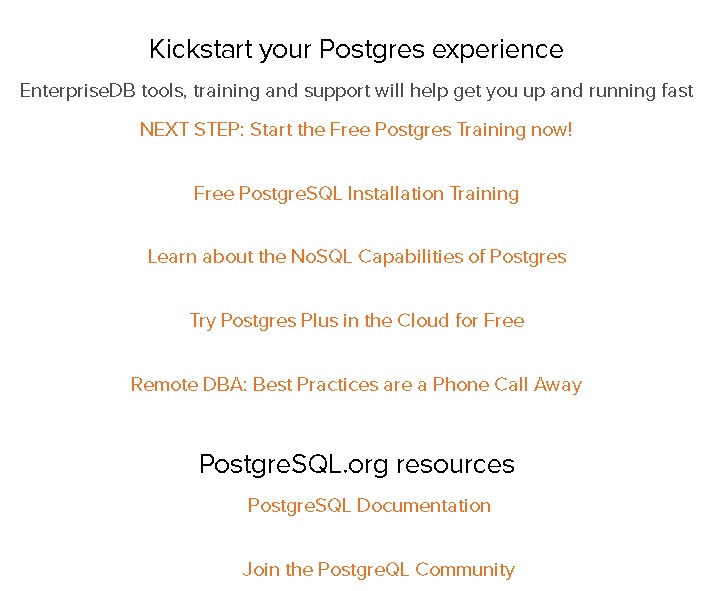 Kickstart your Postgres experience
EnterpriseDB tools, training and support will help get you up and running fast
NEXT STEP: Start the Free Postgres Training now!
Free PostgreSQL Installation Training
Learn about the NoSQL Capabilities of Postgres
Try Postgres Plus in the Cloud for Free
Remote DBA: Best Practices are a Phone Call Away
PostgreSQL.org resources
PostgreSQL Documentation
Join the PostgreQL Community